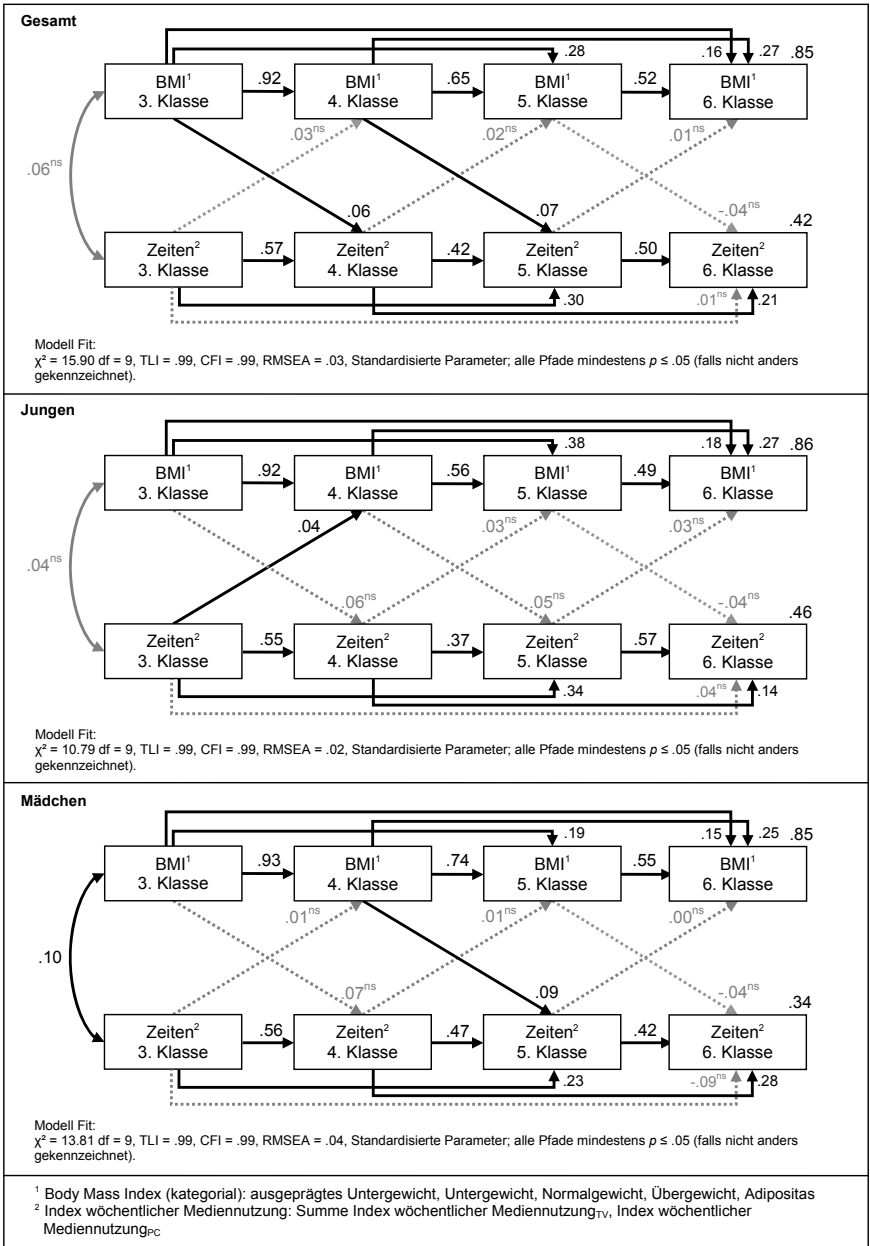 Gesamt
.16 .27 .85
.28
BMI¹ 3. Klasse
.92
BMI¹ 4. Klasse
.65
BMI¹ 5. Klasse
.52
BMI¹ 6. Klasse
.03ns
.02ns
.01ns
.06ns
.06
.07
-.04ns
.42
Zeiten² 3. Klasse
.57
Zeiten² 4. Klasse
.42
Zeiten² 5. Klasse
.50
Zeiten² 6. Klasse
.30
.01ns
.21
Modell Fit:
χ² = 15.90 df = 9, TLI = .99, CFI = .99, RMSEA = .03, Standardisierte Parameter; alle Pfade mindestens p ≤ .05 (falls nicht anders
gekennzeichnet).
Jungen
.38
.18 .27 .86
BMI¹ 3. Klasse
.92
BMI¹ 4. Klasse
.56
BMI¹ 5. Klasse
.49
BMI¹ 6. Klasse
.04
.03ns
.03ns
.04ns
.06ns
.05ns
-.04ns
.46
Zeiten² 3. Klasse
.55
Zeiten² 4. Klasse
.37
Zeiten² 5. Klasse
.57
Zeiten² 6. Klasse
.34
.04ns
.14
Modell Fit:
χ² = 10.79 df = 9, TLI = .99, CFI = .99, RMSEA = .02, Standardisierte Parameter; alle Pfade mindestens p ≤ .05 (falls nicht anders
gekennzeichnet).
Mädchen
.19
.15 .25 .85
BMI¹ 3. Klasse
.93
BMI¹ 4. Klasse
.74
BMI¹ 5. Klasse
.55
BMI¹ 6. Klasse
.01ns
.01ns
.00ns
.10
.07ns
.09
-.04ns
.34
Zeiten² 3. Klasse
.56
Zeiten² 4. Klasse
.47
Zeiten² 5. Klasse
.42
Zeiten² 6. Klasse
.23
-.09ns
.28
Modell Fit:
χ² = 13.81 df = 9, TLI = .99, CFI = .99, RMSEA = .04, Standardisierte Parameter; alle Pfade mindestens p ≤ .05 (falls nicht anders
gekennzeichnet).
¹ Body Mass Index (kategorial): ausgeprägtes Untergewicht, Untergewicht, Normalgewicht, Übergewicht, Adipositas
² Index wöchentlicher Mediennutzung: Summe Index wöchentlicher MediennutzungTV, Index wöchentlicher
MediennutzungPC